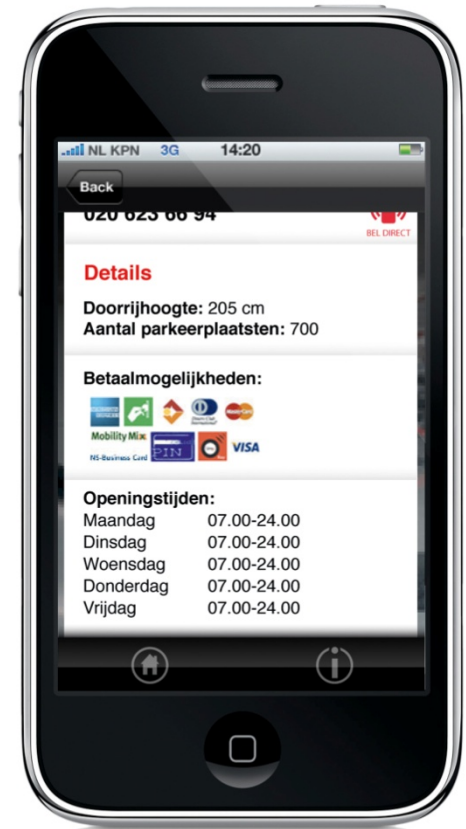 NL KPN 3G 14:20
Back
020 623 66 94
BEL DIRECT
Details
Doorrijhoogte: 205 cm
Aantal parkeerplaatsten: 700
Betaalmogelijkheden:
MasterCard
Mobility Mix
NS-Business Card PIN VISA
Openingstijden:
Maandag 07.00-24.00
Dinsdag 07.00-24.00
Woensdag 07.00-24.00
Donderdag 07.00-24.00
Vrijdag 07.00-24.00